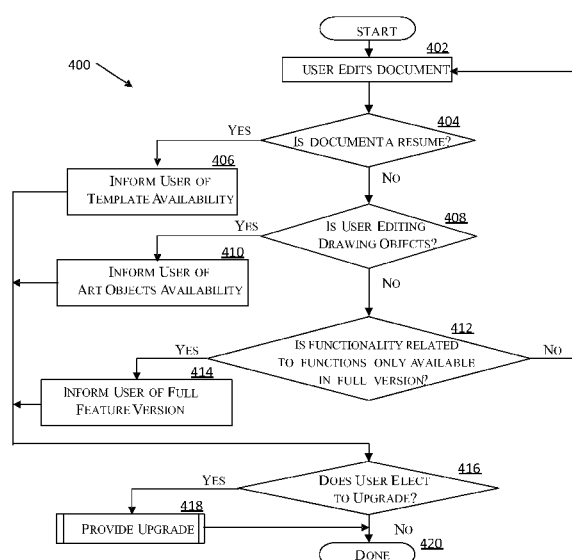 START
402
400
USER EDITS DOCUMENT
404
YES
IS DOCUMENT A RESUME?
406
NO
INFORM USER OF
TEMPLATE AVAILABILITY
408
YES
IS USER EDITING
DRAWING OBJECTS?
410
INFORM USER OF
ART OBJECTS AVAILABILITY
NO
412
YES
IS FUNCTIONALITY RELATED
TO FUNCTIONS ONLY AVAILABLE
IN FULL VERSION?
NO
414
INFORM USER OF FULL
FEATURE VERSION
416
YES
DOES USER ELECT
TO UPGRADE?
418
PROVIDE UPGRADE
NO
420
DONE